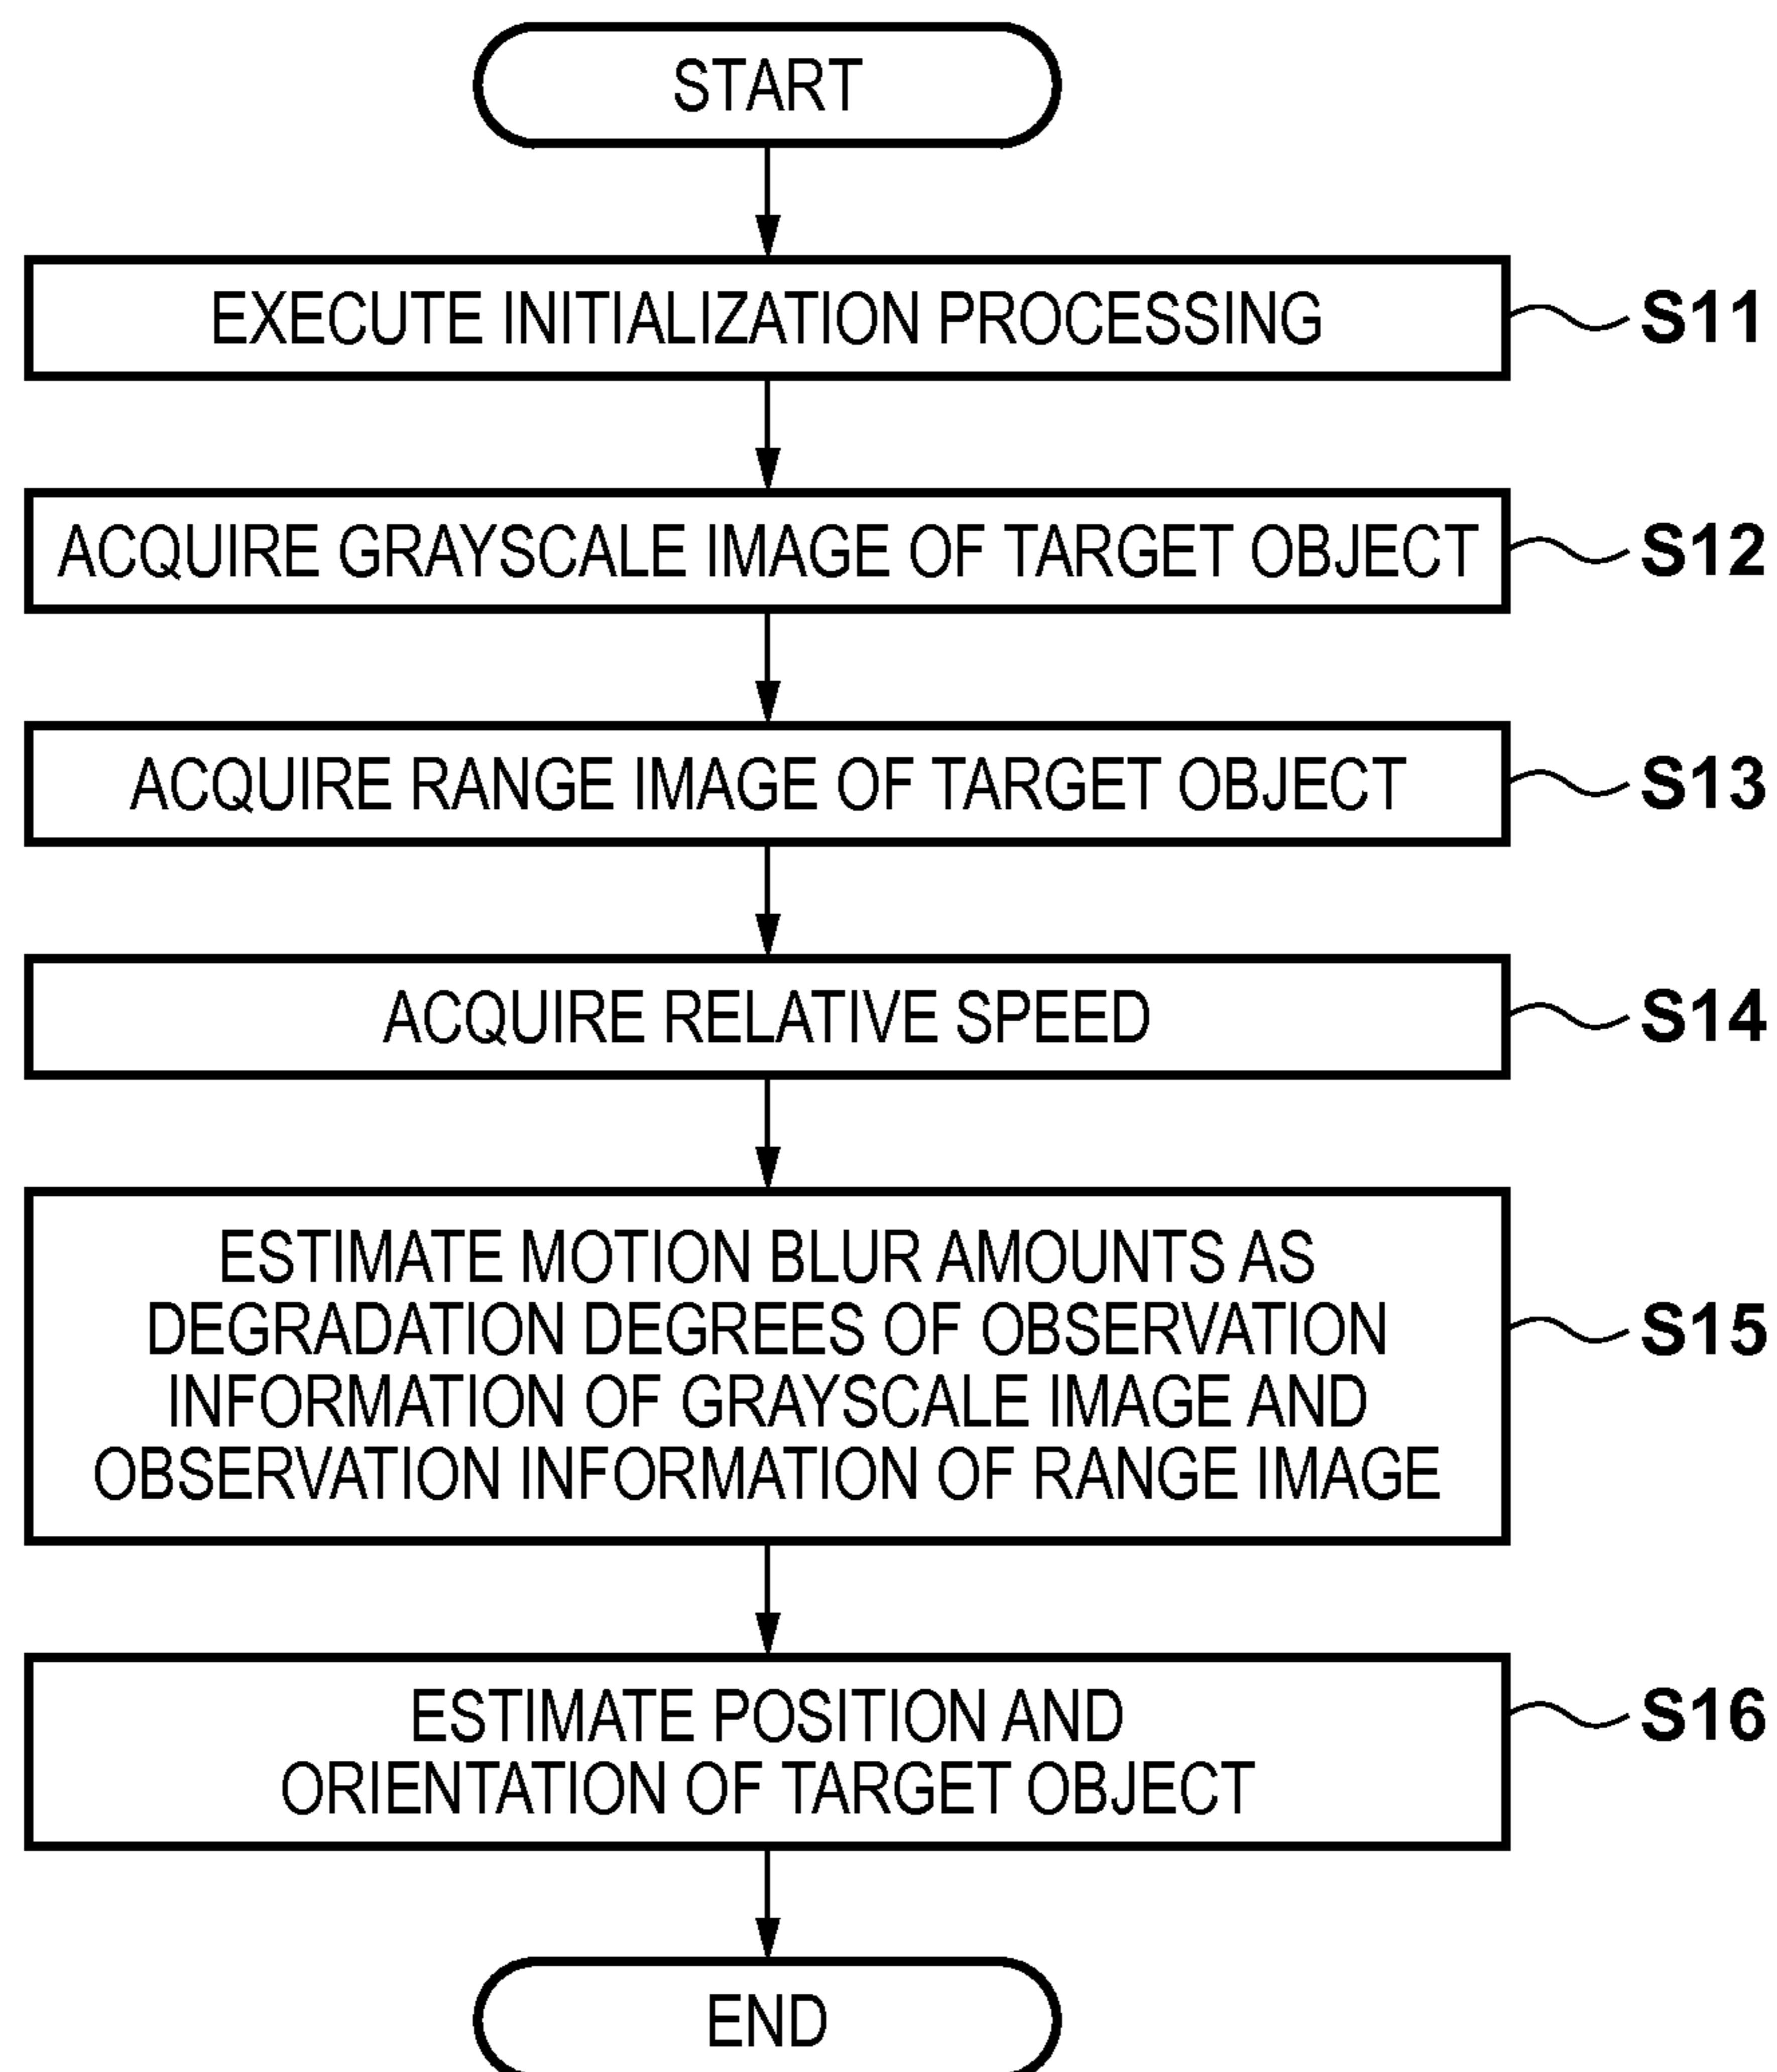 START
EXECUTE INITIALIZATION PROCESSING
S11
ACQUIRE GRAYSCALE IMAGE OF TARGET OBJECT
S12
ACQUIRE RANGE IMAGE OF TARGET OBJECT
S13
ACQUIRE RELATIVE SPEED
S14
ESTIMATE MOTION BLUR AMOUNTS AS
DEGRADATION DEGREES OF OBSERVATION
INFORMATION OF GRAYSCALE IMAGE AND
OBSERVATION INFORMATION OF RANGE IMAGE
S15
ESTIMATE POSITION AND
ORIENTATION OF TARGET OBJECT
S16
END